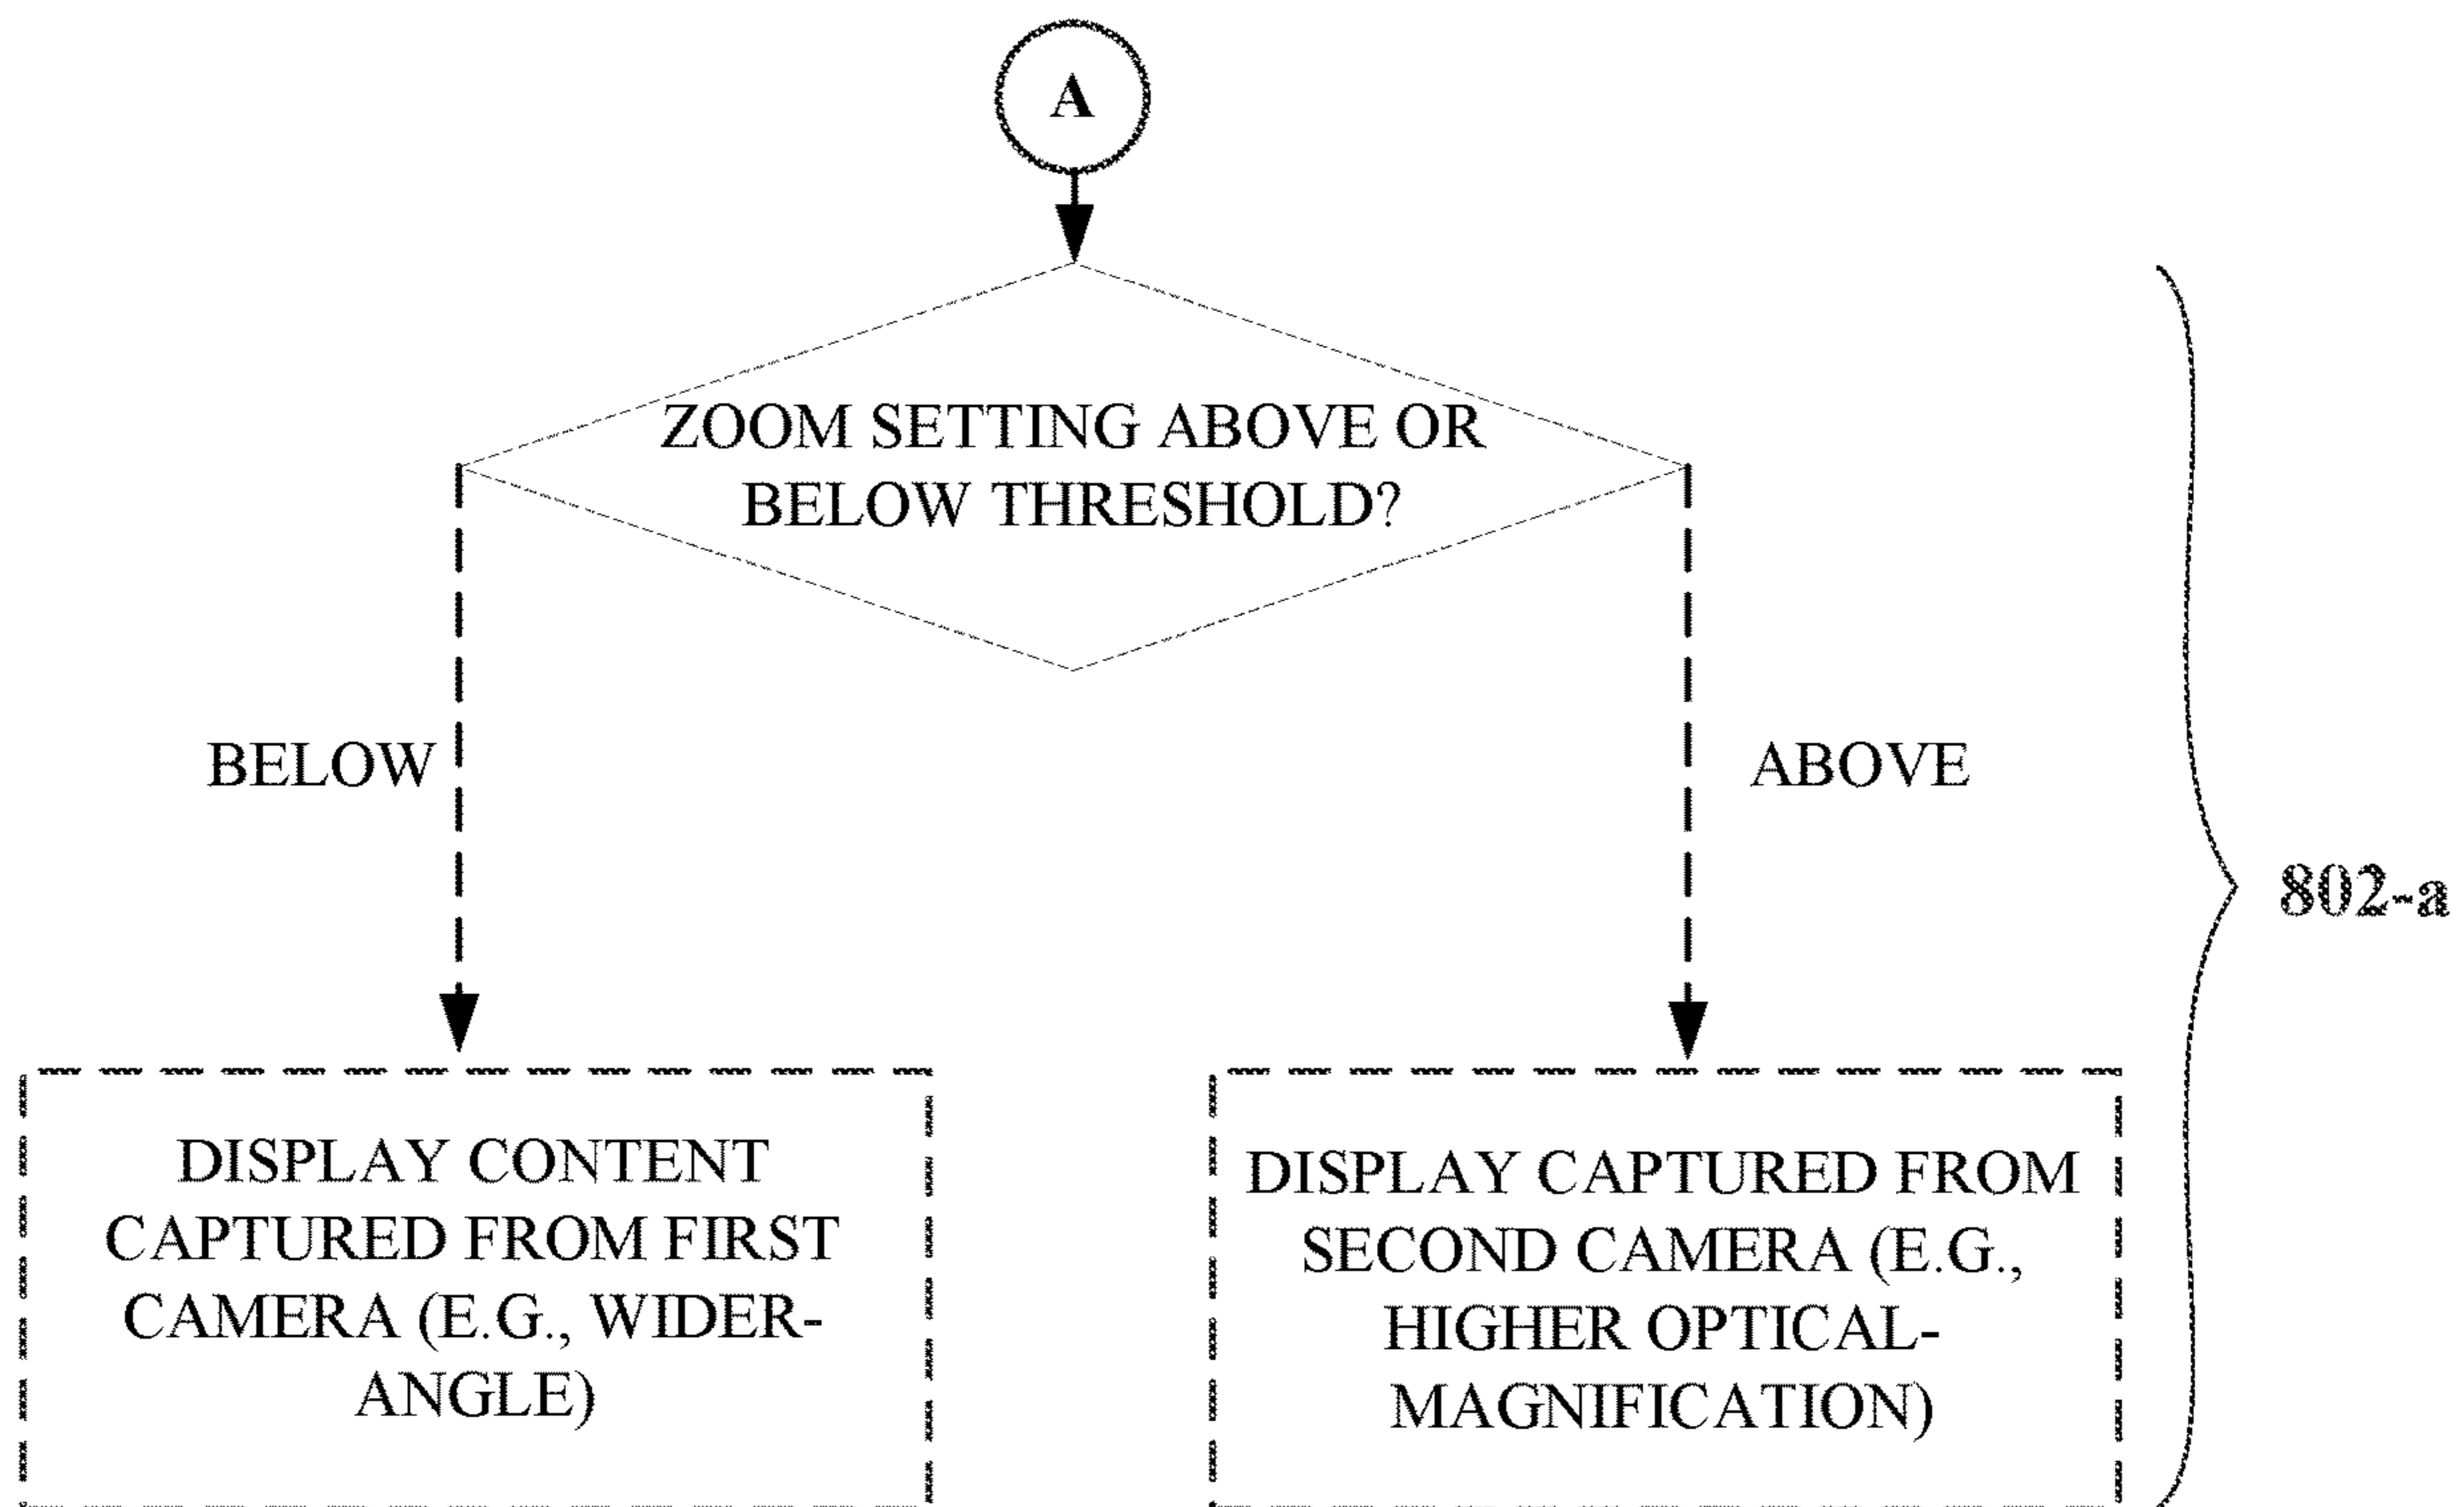 A
ZOOM SETTING ABOVE OR
BELOW THRESHOLD?
BELOW
ABOVE
802-a
DISPLAY CONTENT
CAPTURED FROM FIRST
CAMERA (E.G., WIDER-
ANGLE)
DISPLAY CAPTURED FROM
SECOND CAMERA (E.G.,
HIGHER OPTICAL-
MAGNIFICATION)